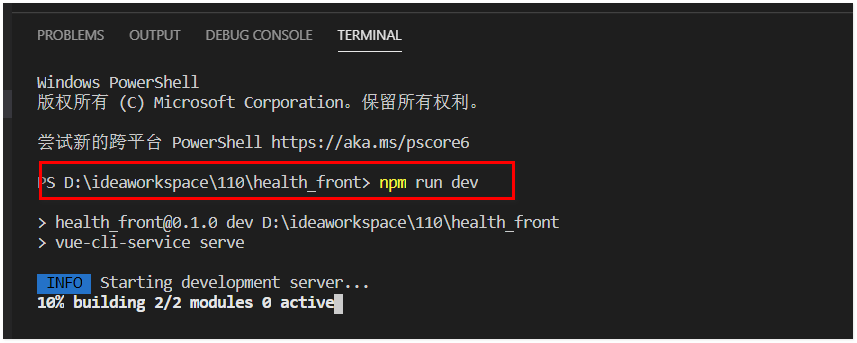 PROBLEMS OUTPUT DEBUG CONSOLE TERMINAL
Windows PowerShell
版权所有 (C) Microsoft Corporation。保留所有权利。
尝试新的跨平台 PowerShell https://aka.ms/pscore6
PS D:\ideaworkspace\110\health_front> npm run dev
> health_front@0.1.0 dev D:\ideaworkspace\110\health_front
> vue-cli-service serve
INFO Starting development server...
10% building 2/2 modules 0 active